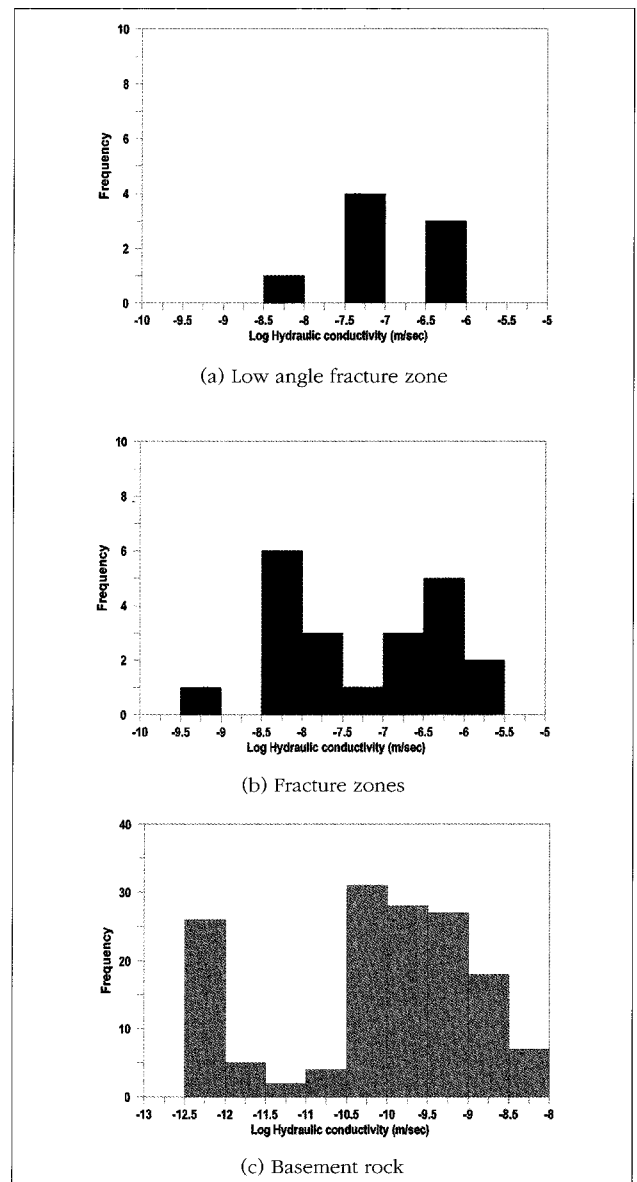 10
8
6
4
2
0
Frequency
-10 -9.5 -9 -8.5 -8 -7.5 -7 -6.5 -6 -5.5 -5
Log Hydraulic conductivity (m/sec)
(a) Low angle fracture zone
10
8
6
4
2
0
Frequency
-10 -9.5 -9 -8.5 -8 -7.5 -7 -6.5 -6 -5.5 -5
Log Hydraulic conductivity (m/sec)
(b) Fracture zones
40
30
20
10
0
Frequency
-13 -12.5 -12 -11.5 -11 -10.5 -10 -9.5 -9 -8.5 -8
Log Hydraulic conductivity (m/sec)
(c) Basement rock